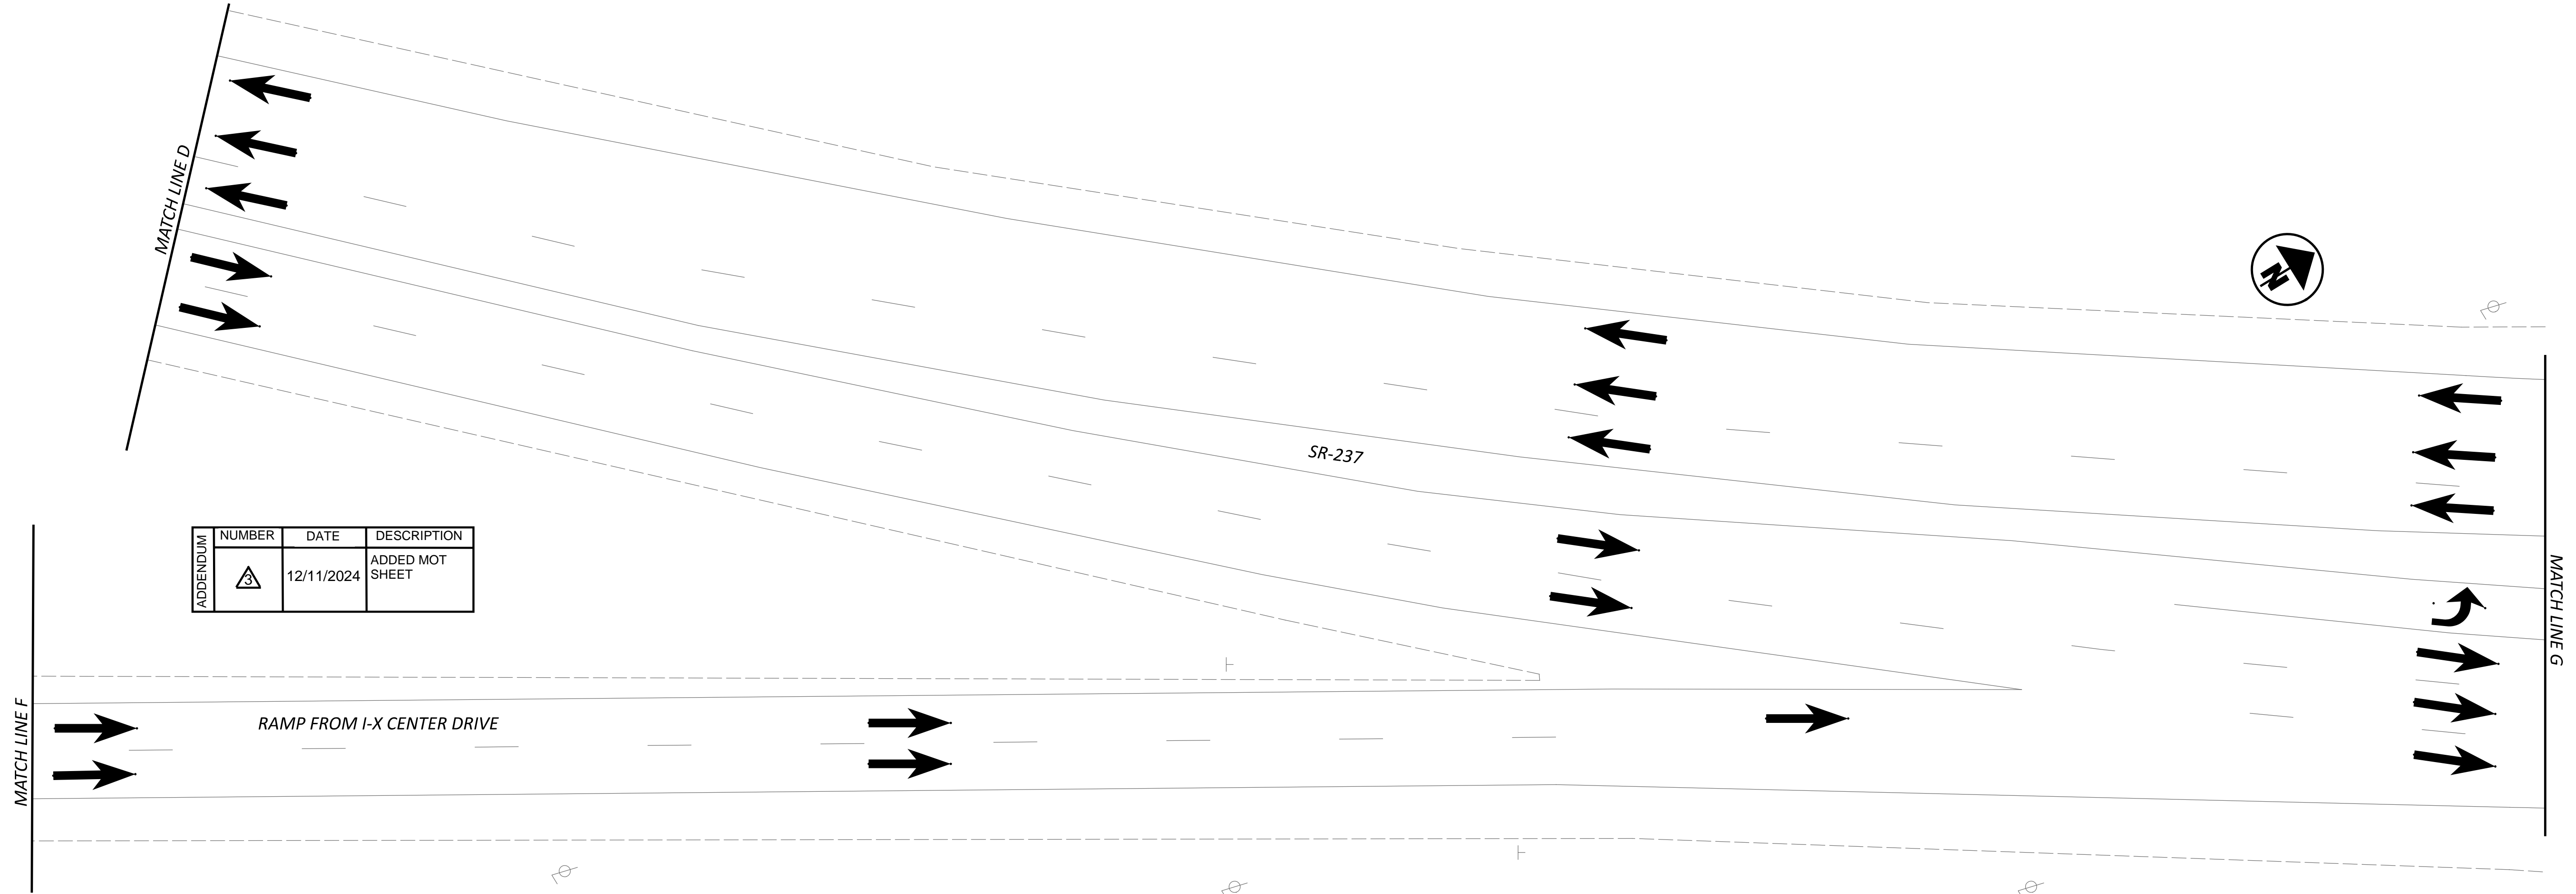 MATCH LINE D
N
SR-237
ADDENDUM
NUMBER DATE DESCRIPTION
3 12/11/2024 ADDED MOT
SHEET
MATCH LINE G
MATCH LINE F
RAMP FROM I-X CENTER DRIVE